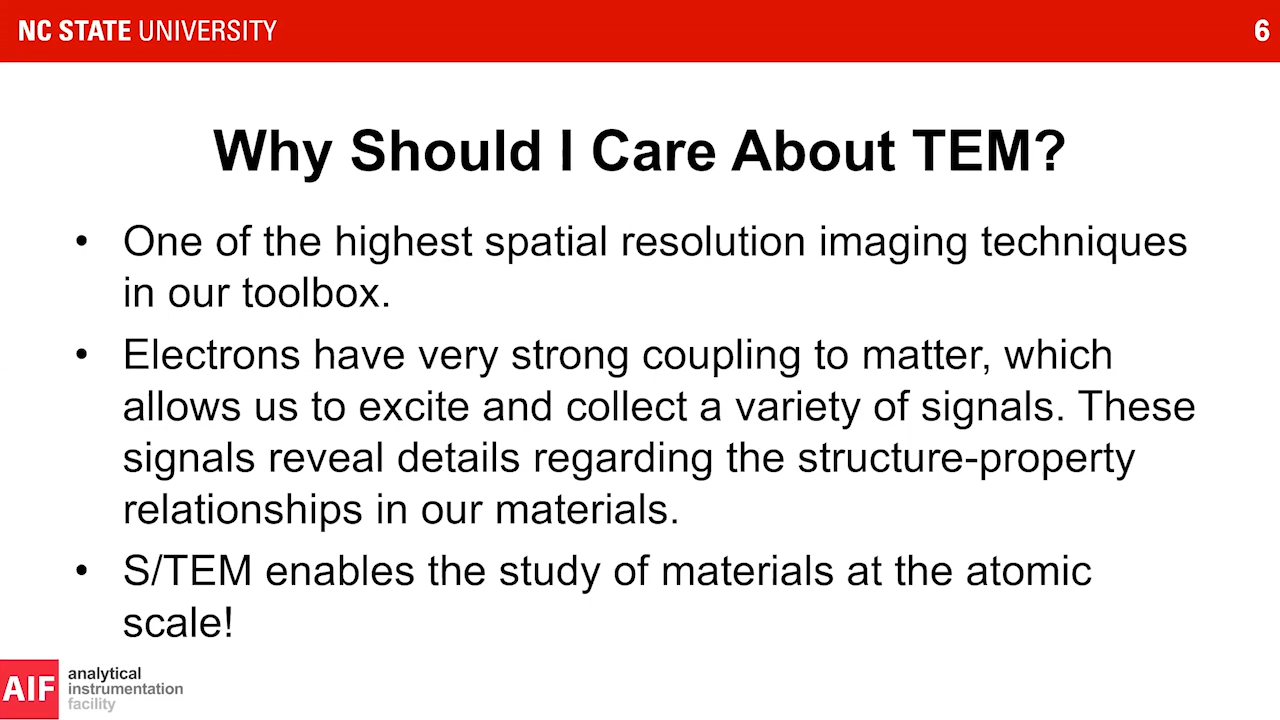 NC STATE UNIVERSITY
6
Why Should I Care About TEM?
• One of the highest spatial resolution imaging techniques
in our toolbox.
• Electrons have very strong coupling to matter, which
allows us to excite and collect a variety of signals. These
signals reveal details regarding the structure-property
relationships in our materials.
• S/TEM enables the study of materials at the atomic
scale!
AIF
analytical
instrumentation
facility